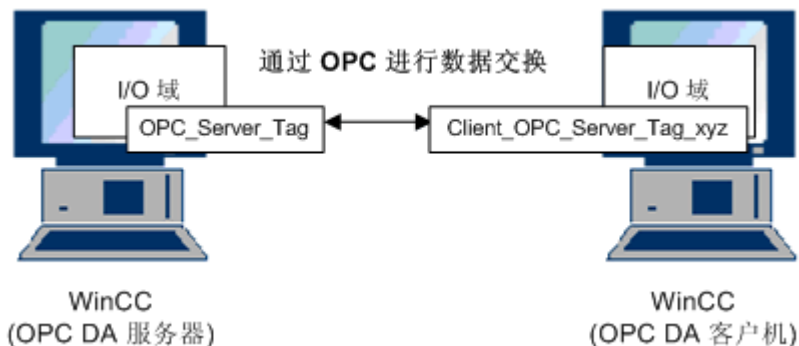 通过 OPC 进行数据交换
I/O 域
I/O 域
OPC_Server_Tag
Client_OPC_Server_Tag_xyz
WinCC
(OPC DA 服务器)
WinCC
(OPC DA 客户机)